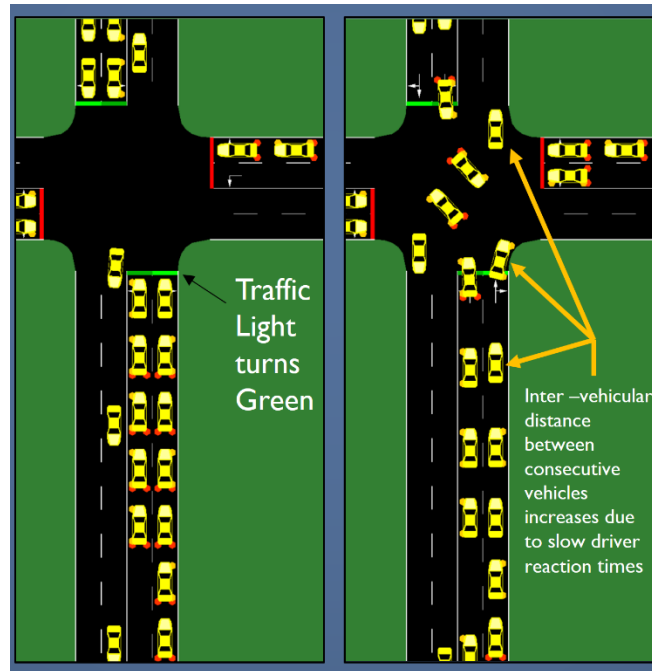 Traffic
Light
turns
Green
Inter –vehicular
distance
between
consecutive
vehicles
increases due
to slow driver
reaction times